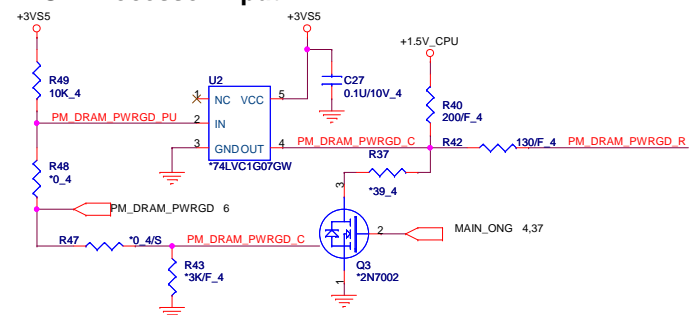 +3VS5
+3VS5
+1.5V_CPU
R49
10K_4
U2
C27
0.1U/10V_4
1
NC VCC
5
R40
200/F_4
PM_DRAM_PWRGD_PU
2
IN
PM_DRAM_PWRGD_C
R42
130/F_4
PM_DRAM_PWRGD_R
3
GND OUT
4
R48
*0_4
*74LVC1G07GW
R37
*39_4
3
PM_DRAM_PWRGD 6
MAIN_ONG 4,37
2
R47
*0_4/S
PM_DRAM_PWRGD_C
R43
*3K/F_4
1
Q3
*2N7002